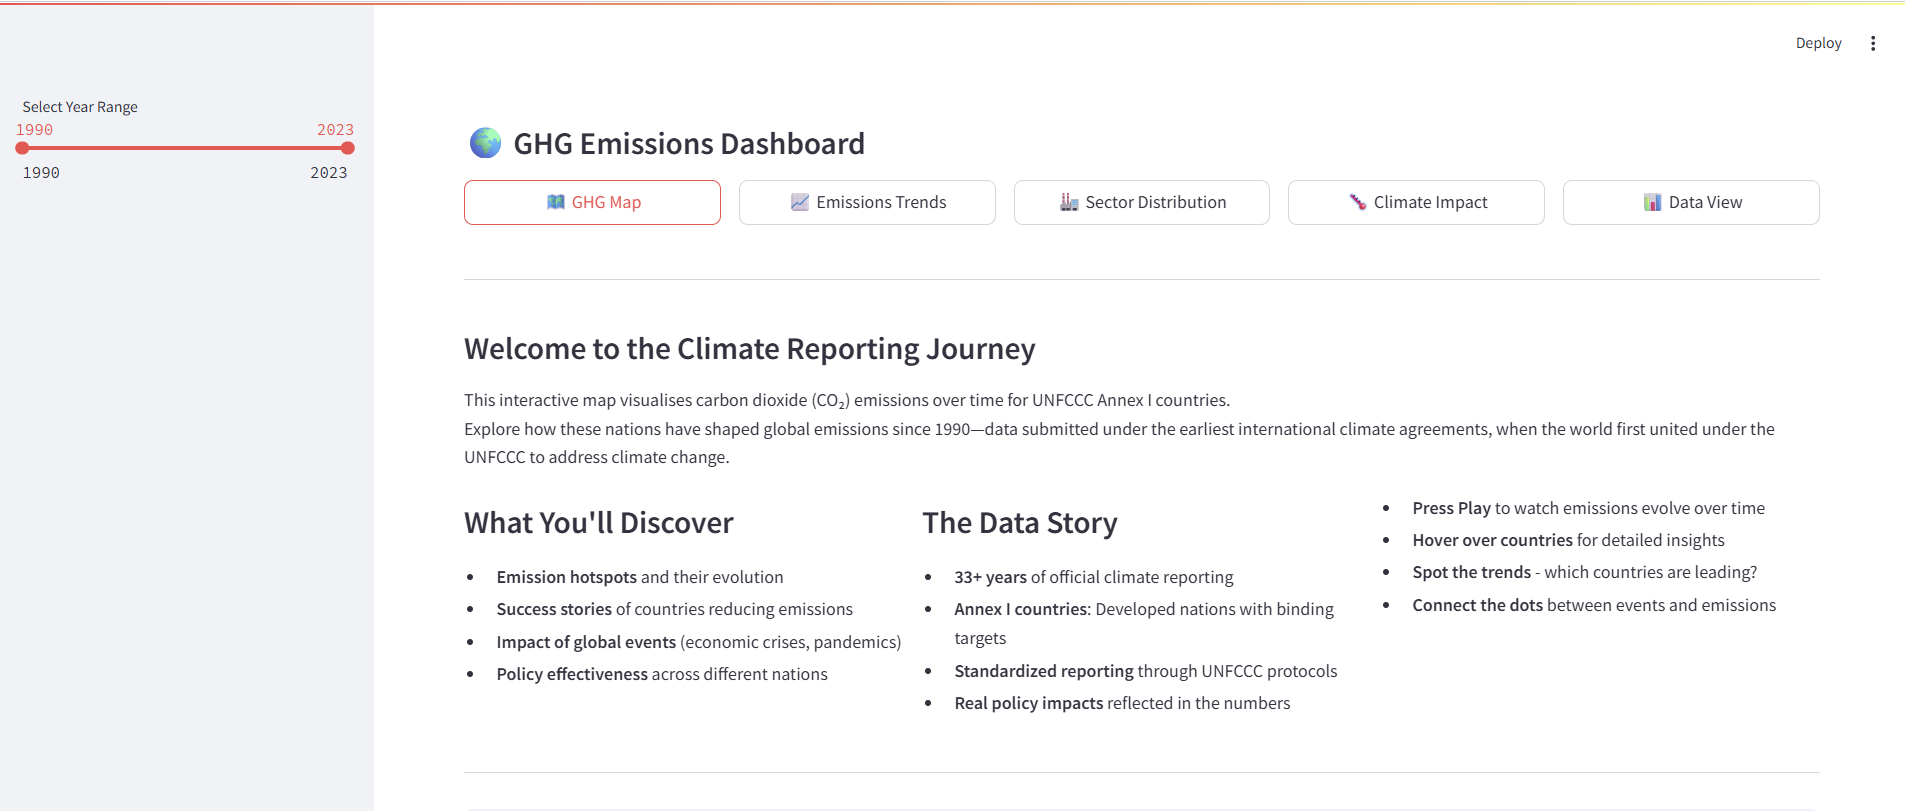 Deploy
Select Year Range
1990 2023
1990 2023
GHG Emissions Dashboard
GHG Map
Emissions Trends
Sector Distribution
Climate Impact
Data View
Welcome to the Climate Reporting Journey
This interactive map visualises carbon dioxide (CO₂) emissions over time for UNFCCC Annex I countries.
Explore how these nations have shaped global emissions since 1990—data submitted under the earliest international climate agreements, when the world first united under the
UNFCCC to address climate change.
What You'll Discover
• Emission hotspots and their evolution
• Success stories of countries reducing emissions
• Impact of global events (economic crises, pandemics)
• Policy effectiveness across different nations
The Data Story
• 33+ years of official climate reporting
• Annex I countries: Developed nations with binding
targets
• Standardized reporting through UNFCCC protocols
• Real policy impacts reflected in the numbers
• Press Play to watch emissions evolve over time
• Hover over countries for detailed insights
• Spot the trends - which countries are leading?
• Connect the dots between events and emissions